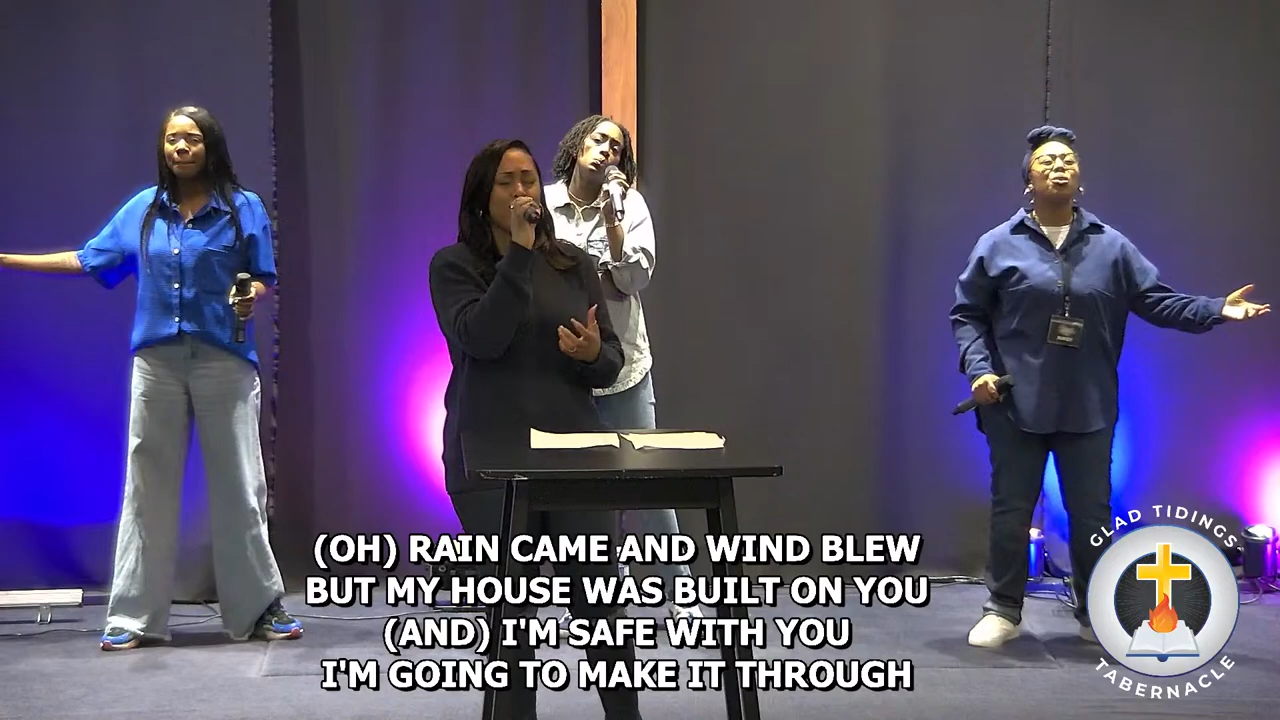 (OH) RAIN CAME AND WIND BLEW
BUT MY HOUSE WAS BUILT ON YOU
(AND) I'M SAFE WITH YOU
I'M GOING TO MAKE IT THROUGH
GLAD TIDINGS
TABERNACLE